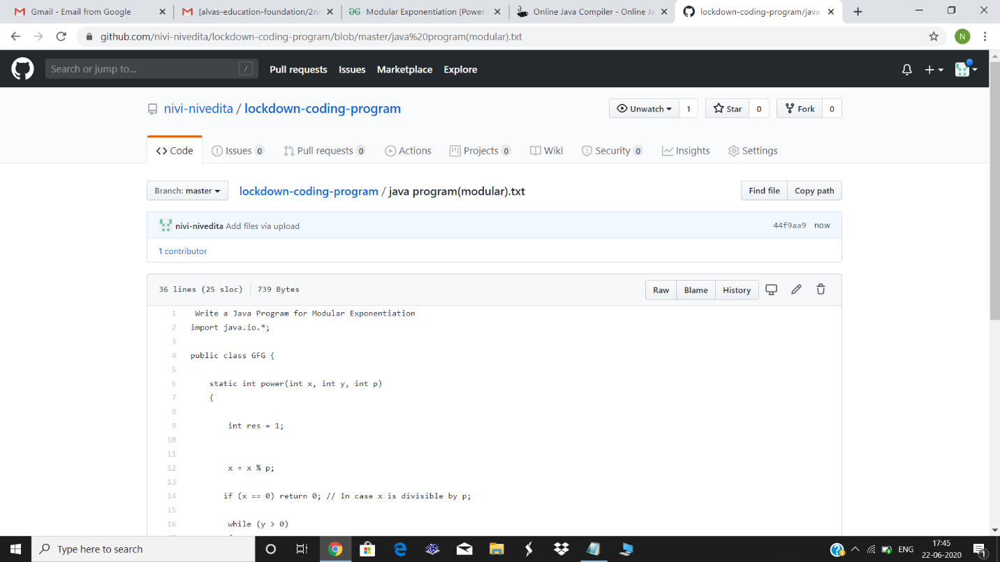 Gmail - Email from Google
[alvas-education-foundation/2n
Modular Exponentiation (Power
Online Java Compiler - Online Ja
lockdown-coding-program/java
github.com/nivi-nivedita/lockdown-coding-program/blob/master/java%20program(modular).txt
N
Search or jump to... /
Pull requests Issues Marketplace Explore
nivi-nivedita / lockdown-coding-program
Unwatch 1 Star 0 Fork 0
Code Issues 0 Pull requests 0 Actions Projects 0 Wiki Security 0 Insights Settings
Branch: master lockdown-coding-program / java program(modular).txt Find file Copy path
nivi-nivedita Add files via upload 44f9aa9 now
1 contributor
36 lines (25 sloc) 739 Bytes Raw Blame History
1 Write a Java Program for Modular Exponentiation
2 import java.io.*;
3
4 public class GFG {
5
6 static int power(int x, int y, int p)
7 {
8
9 int res = 1;
10
11
12 x = x % p;
13
14 if (x == 0) return 0; // In case x is divisible by p;
15
16 while (y > 0)
Type here to search
ENG
17:45
22-06-2020
1